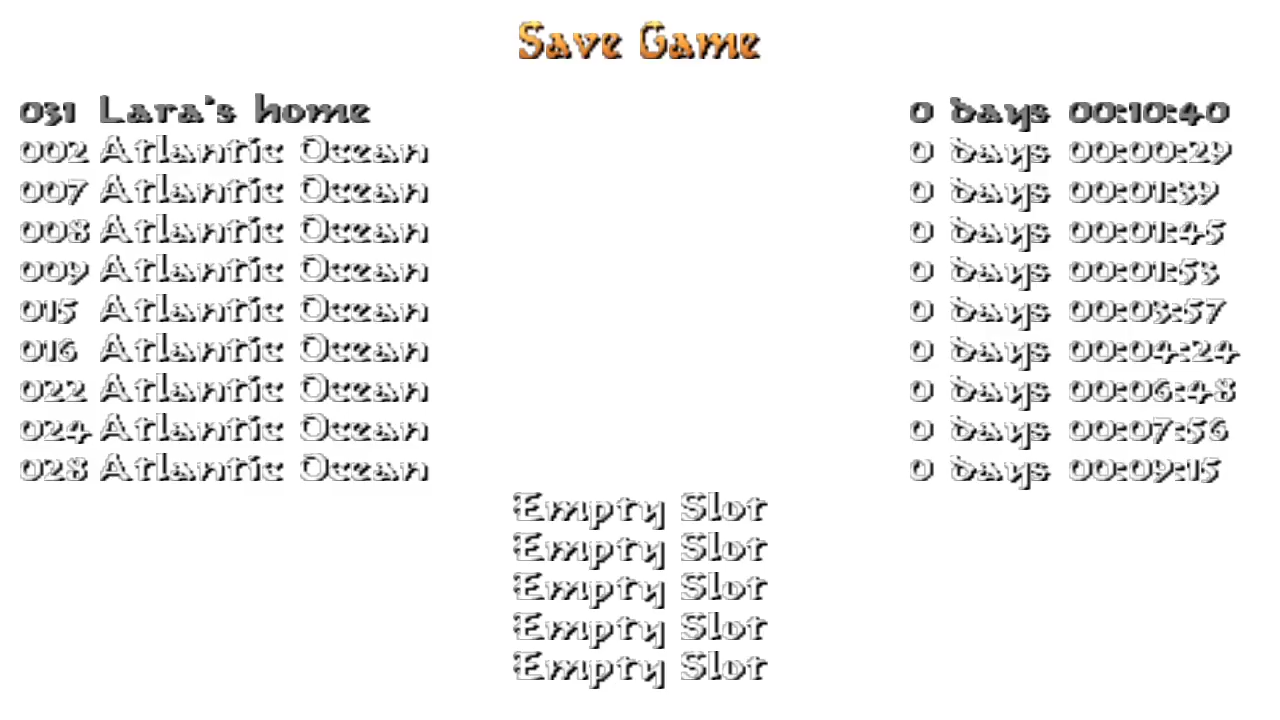 Save Game
031 Lara's home 0 days 00:10:40
002 Atlantic Ocean 0 days 00:00:29
007 Atlantic Ocean 0 days 00:01:39
008 Atlantic Ocean 0 days 00:01:45
009 Atlantic Ocean 0 days 00:01:53
015 Atlantic Ocean 0 days 00:03:57
016 Atlantic Ocean 0 days 00:04:24
022 Atlantic Ocean 0 days 00:06:48
024 Atlantic Ocean 0 days 00:07:56
028 Atlantic Ocean 0 days 00:09:15
Empty Slot
Empty Slot
Empty Slot
Empty Slot
Empty Slot